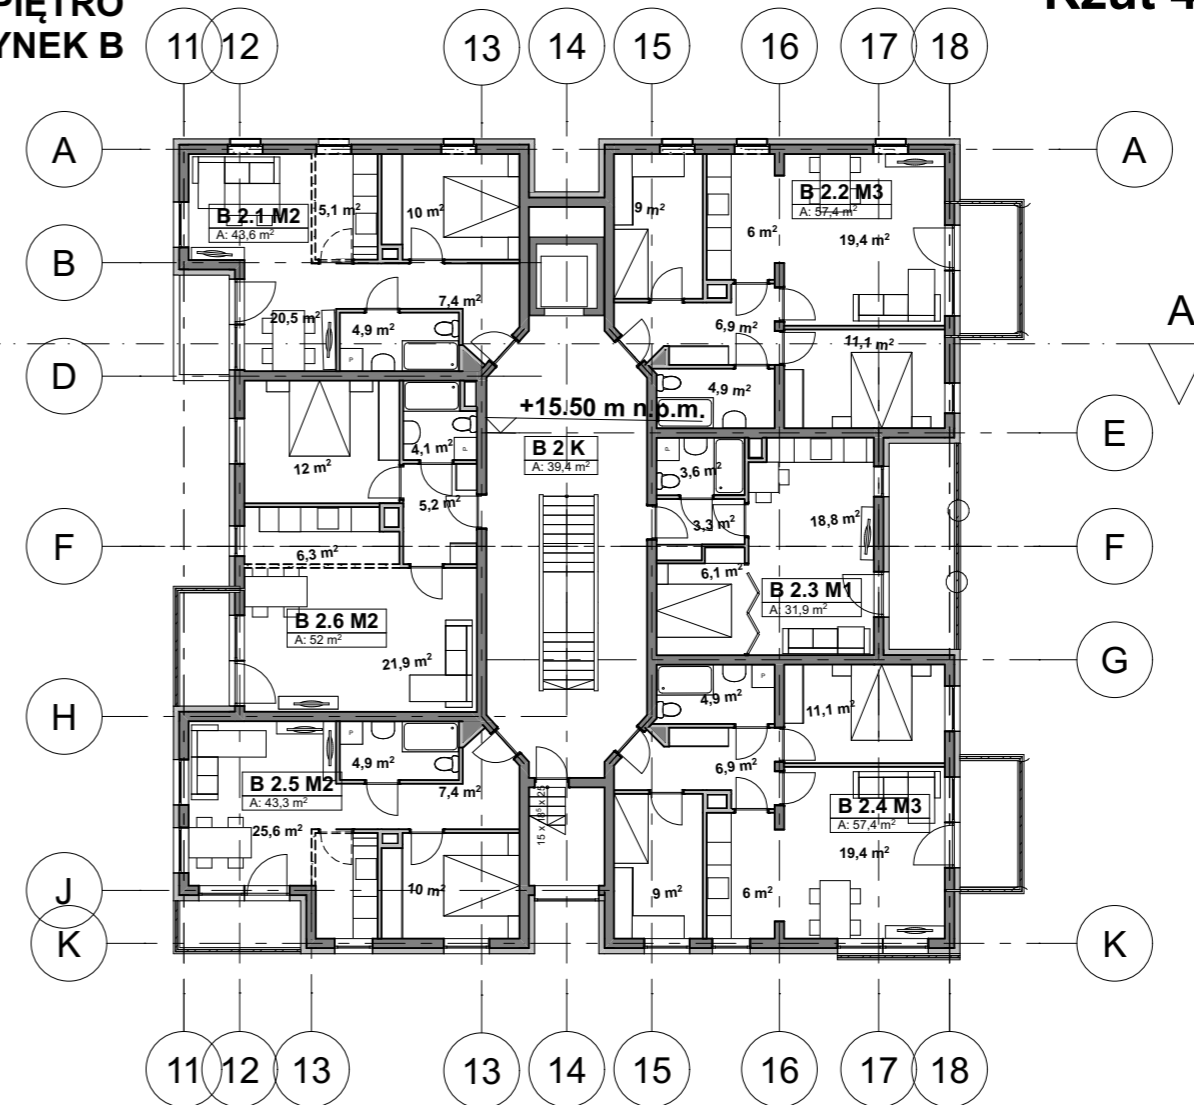 PIĘTRO
YNEK B
11 12 13 14 15 16 17 18
A
A
B 2.1 M2
A: 43,6 m²
5,1 m²
10 m²
9 m²
6 m²
B 2.2 M3
A: 57,4 m²
19,4 m²
B
20,5 m²
4,9 m²
7,4 m²
P
6,9 m²
11,1 m²
A
D
4,9 m²
+15.50 m n.p.m.
E
12 m²
4,1 m²
P
5,2 m²
B 2 K
A: 39,4 m²
P
3,6 m²
3,3 m²
18,8 m²
F
F
6,3 m²
6,1 m²
B 2.3 M1
A: 31,9 m²
B 2.6 M2
A: 52 m²
21,9 m²
G
4,9 m²
P
11,1 m²
H
P
4,9 m²
7,4 m²
6,9 m²
B 2.5 M2
A: 43,3 m²
25,6 m²
B 2.4 M3
A: 57,4 m²
19,4 m²
10 m²
9 m²
6 m²
J
K
K
11 12 13 13 14 15 16 17 18